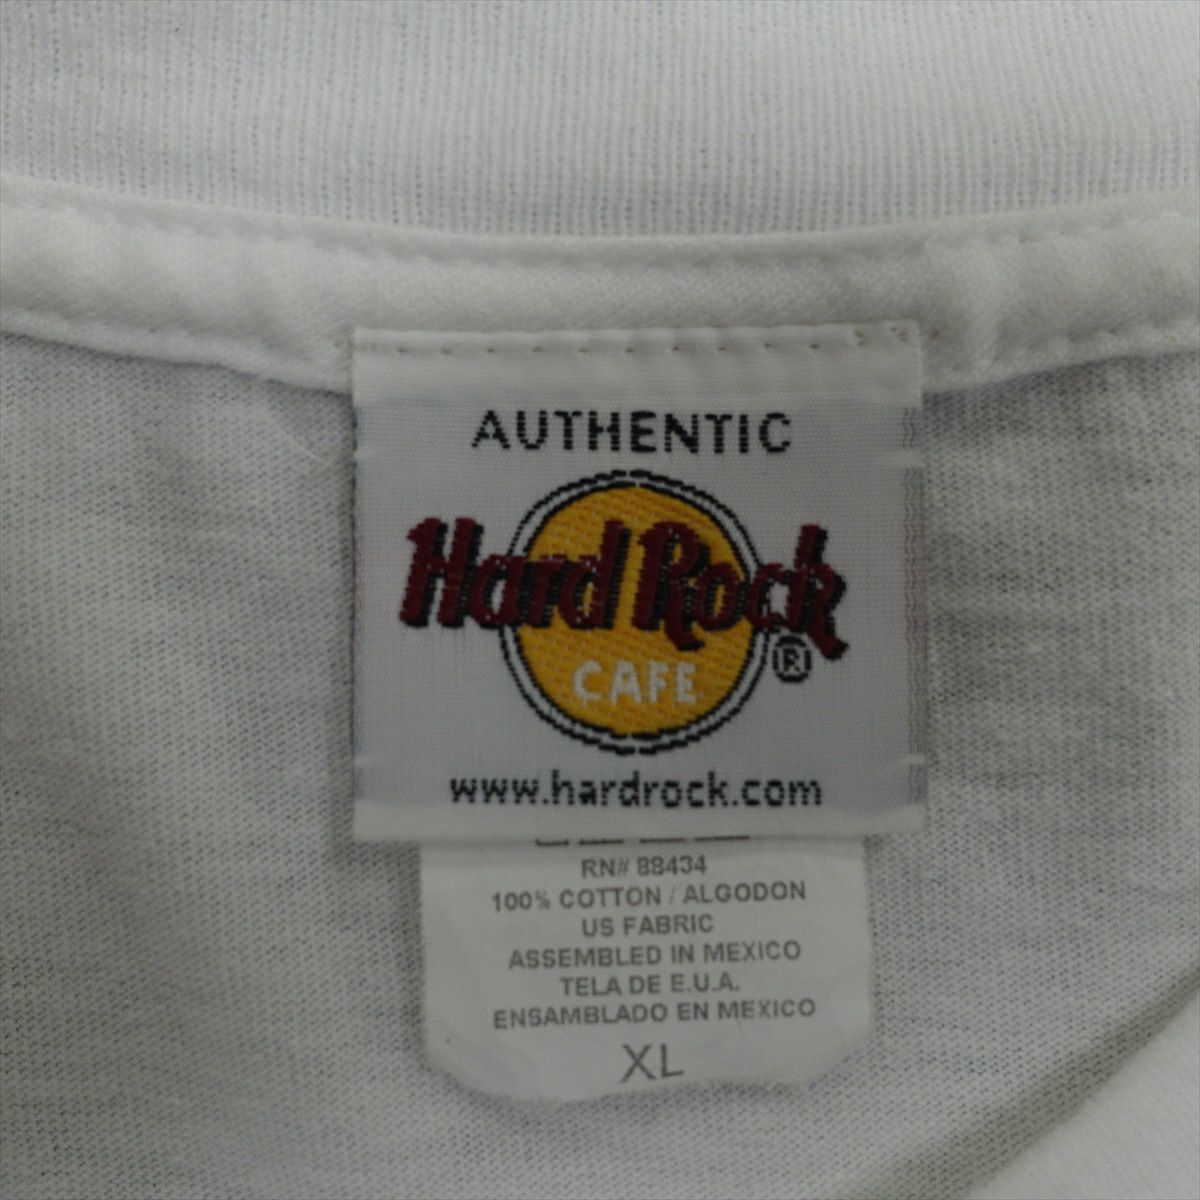 AUTHENTIC
Hard Rock
CAFE ®
www.hardrock.com
RN# 88434
100% COTTON / ALGODON
US FABRIC
ASSEMBLED IN MEXICO
TELA DE E.U.A.
ENSAMBLADO EN MEXICO
XL